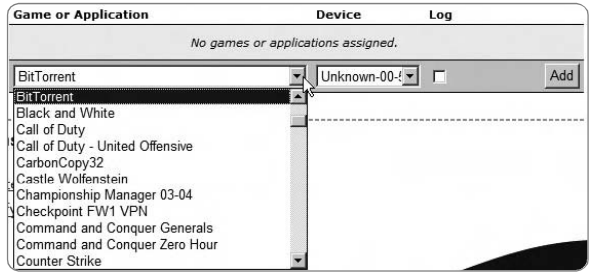 Game or Application Device Log
No games or applications assigned.
BitTorrent Unknown-00- Add
BitTorrent
Black and White
Call of Duty
Call of Duty - United Offensive
CarbonCopy32
Castle Wolfenstein
Championship Manager 03-04
Checkpoint FW1 VPN
Command and Conquer Generals
Command and Conquer Zero Hour
Counter Strike